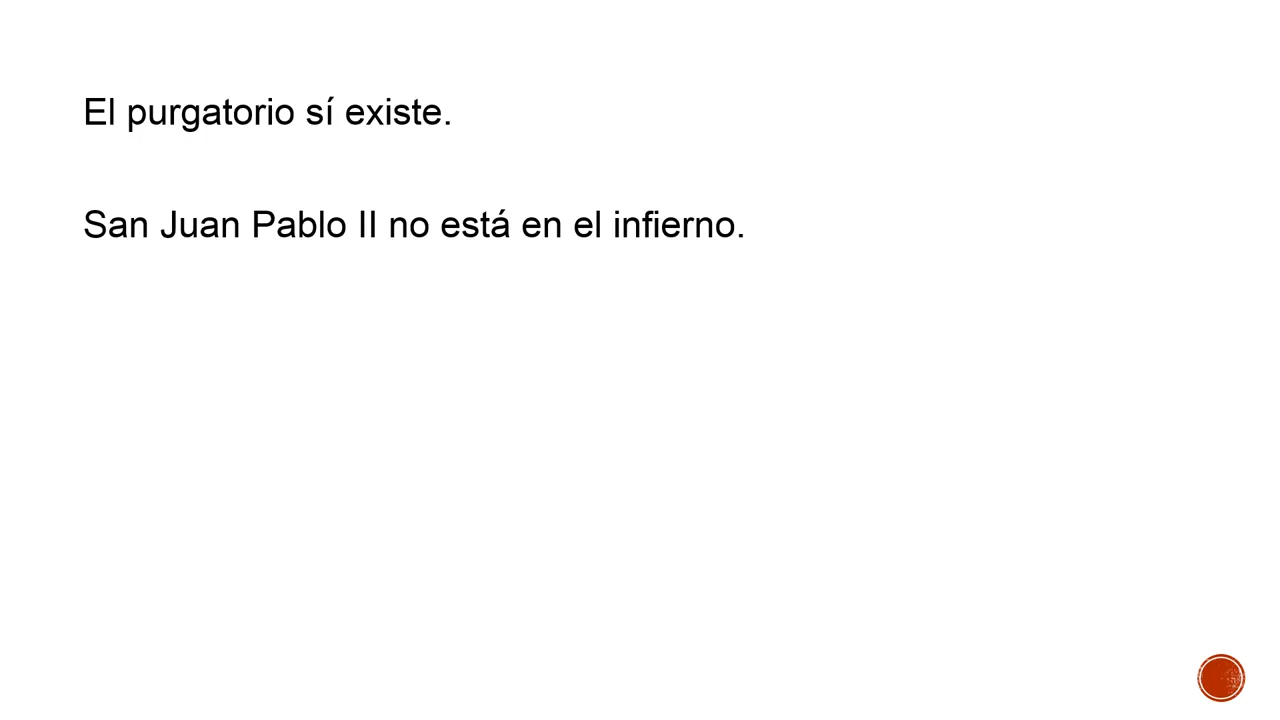 El purgatorio sí existe.
San Juan Pablo II no está en el infierno.